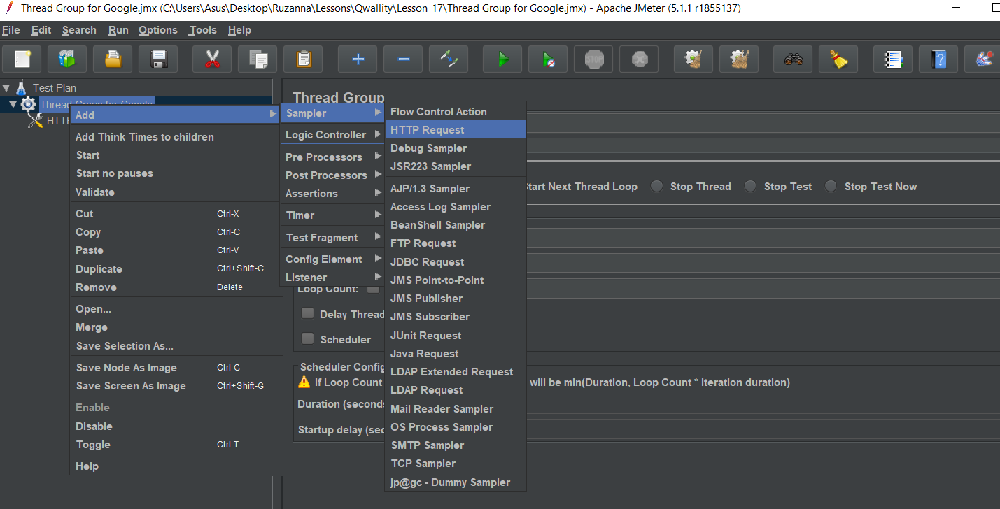 Thread Group for Google.jmx (C:\Users\Asus\Desktop\Ruzanna\Lessons\Qwallity\Lesson_17\Thread Group for Google.jmx) - Apache JMeter (5.1.1 r1855137)
File Edit Search Run Options Tools Help
STOP
Test Plan
Thread Group for Google
HTTP
Add
Add Think Times to children
Start
Start no pauses
Validate
Cut Ctrl-X
Copy Ctrl-C
Paste Ctrl-V
Duplicate Ctrl+Shift-C
Remove Delete
Open...
Merge
Save Selection As...
Save Node As Image Ctrl-G
Save Screen As Image Ctrl+Shift-G
Enable
Disable
Toggle Ctrl-T
Help
Sampler
Logic Controller
Pre Processors
Post Processors
Assertions
Timer
Test Fragment
Config Element
Listener
Flow Control Action
HTTP Request
Debug Sampler
JSR223 Sampler
AJP/1.3 Sampler
Access Log Sampler
BeanShell Sampler
FTP Request
JDBC Request
JMS Point-to-Point
JMS Publisher
JMS Subscriber
JUnit Request
Java Request
LDAP Extended Request
LDAP Request
Mail Reader Sampler
OS Process Sampler
SMTP Sampler
TCP Sampler
jp@gc - Dummy Sampler
Thread Group
Start Next Thread Loop Stop Thread Stop Test Stop Test Now
Loop Count:
Delay Thread
Scheduler
Scheduler Config
If Loop Count will be min(Duration, Loop Count * iteration duration)
Duration (seconds
Startup delay (sec